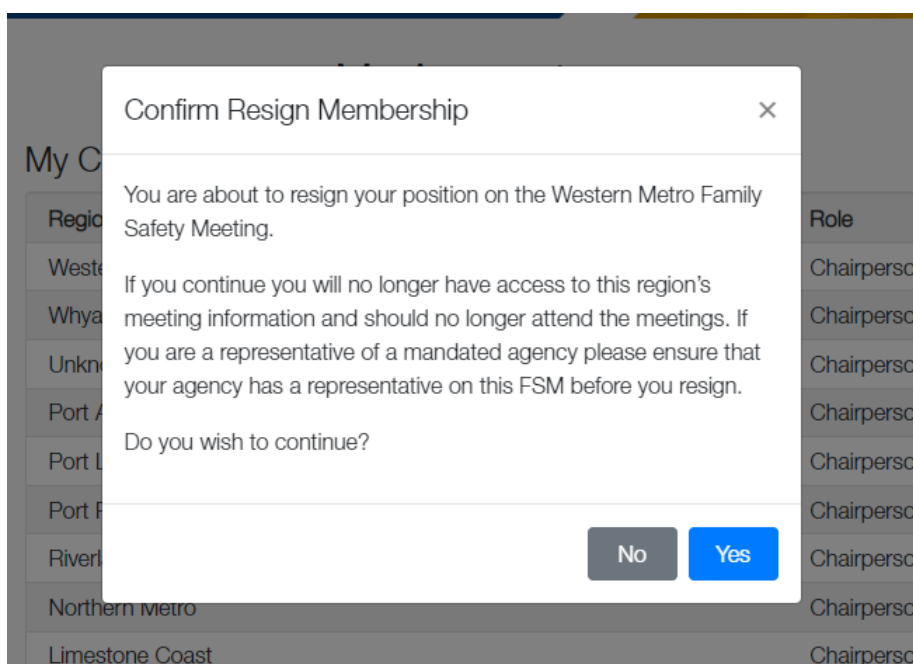 Confirm Resign Membership ×
My C
You are about to resign your position on the Western Metro Family
Regio Role
Safety Meeting.
Weste Chairperso
If you continue you will no longer have access to this region's
Whya Chairperso
meeting information and should no longer attend the meetings. If
you are a representative of a mandated agency please ensure that
Unkn Chairperso
your agency has a representative on this FSM before you resign.
Port A Chairperso
Do you wish to continue?
Port L Chairperso
Port P Chairperso
No Yes
Riverl Chairperso
Northern Metro Chairperso
Limestone Coast Chairperso